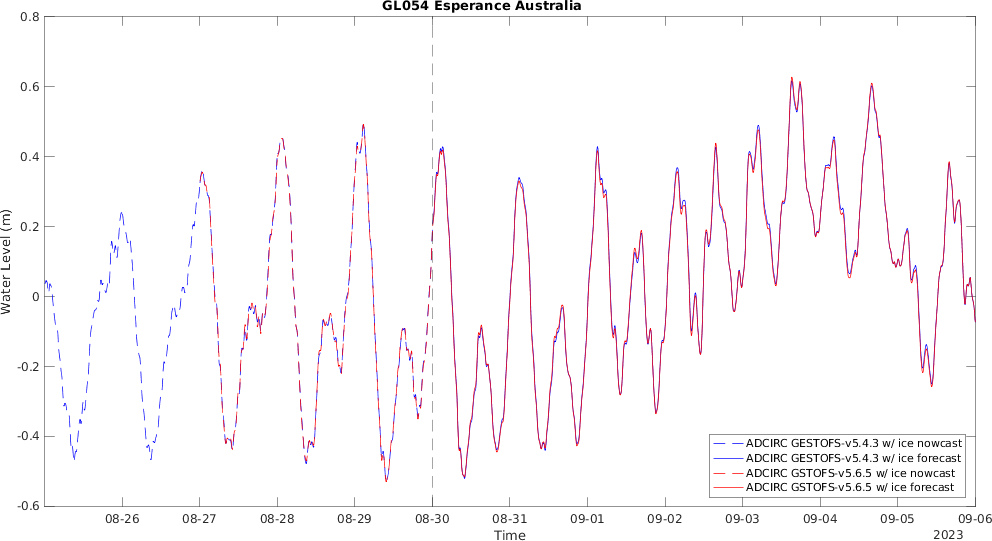 GL054 Esperance Australia
0.8
0.6
0.4
0.2
0
-0.2
-0.4
-0.6
Water Level (m)
ADCIRC GESTOFS-v5.4.3 w/ ice nowcast
ADCIRC GESTOFS-v5.4.3 w/ ice forecast
ADCIRC GSTOFS-v5.6.5 w/ ice nowcast
ADCIRC GSTOFS-v5.6.5 w/ ice forecast
08-26 08-27 08-28 08-29 08-30 08-31 09-01 09-02 09-03 09-04 09-05 09-06
Time
2023